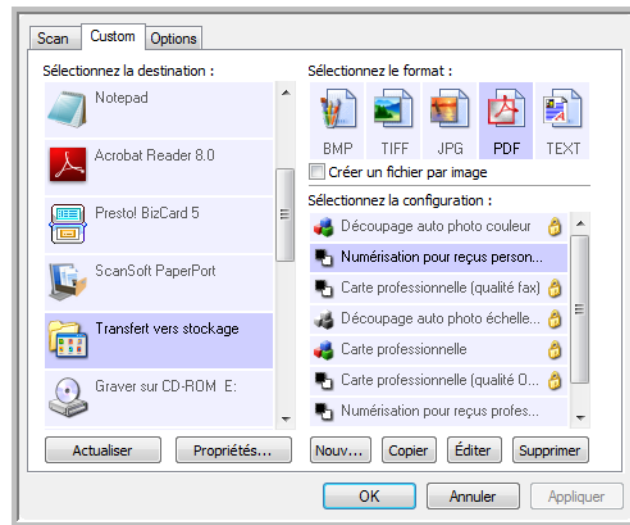 Scan Custom Options
Sélectionnez la destination :
Notepad
Acrobat Reader 8.0
Presto! BizCard 5
ScanSoft PaperPort
Transfert vers stockage
Graver sur CD-ROM E:
Actualiser Propriétés...
Sélectionnez le format :
BMP TIFF JPG PDF TEXT
Créer un fichier par image
Sélectionnez la configuration :
Découpage auto photo couleur
Numérisation pour reçus person...
Carte professionnelle (qualité fax)
Découpage auto photo échelle...
Carte professionnelle
Carte professionnelle (qualité O...
Numérisation pour reçus profes...
Nouv... Copier Éditer Supprimer
OK Annuler Appliquer